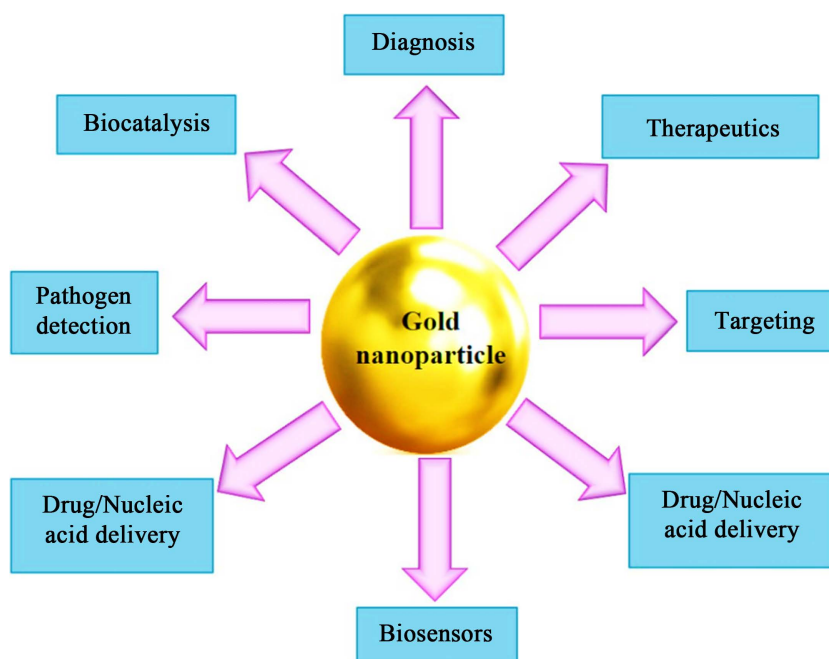 Diagnosis
Biocatalysis
Therapeutics
Pathogen
detection
Gold
nanoparticle
Targeting
Drug/Nucleic
acid delivery
Drug/Nucleic
acid delivery
Biosensors